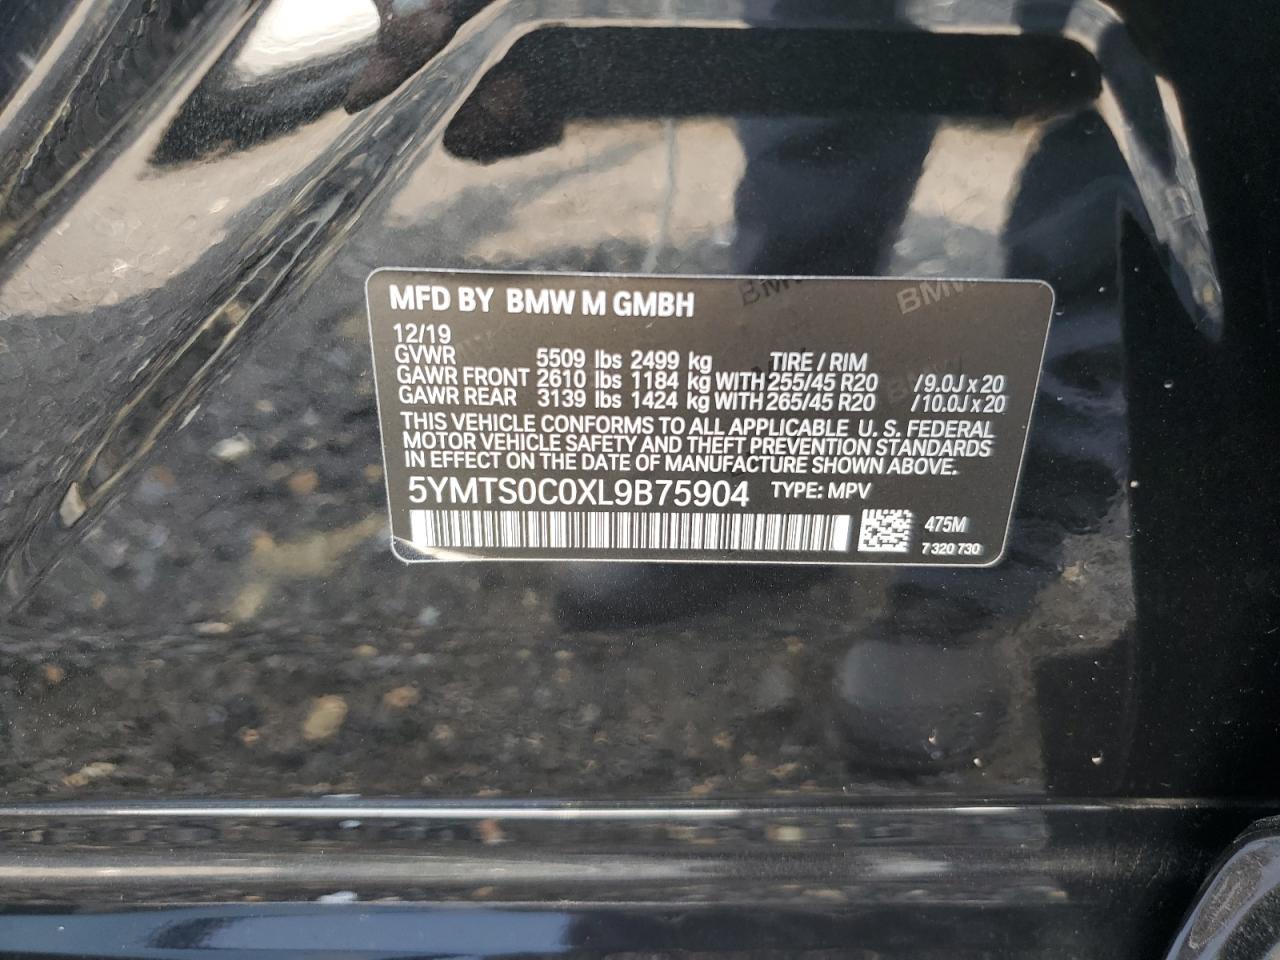 MFD BY BMW M GMBH
12/19
GVWR 5509 lbs 2499 kg TIRE / RIM
GAWR FRONT 2610 lbs 1184 kg WITH 255/45 R20 /9.0J x 20
GAWR REAR 3139 lbs 1424 kg WITH 265/45 R20 /10.0J x 20
THIS VEHICLE CONFORMS TO ALL APPLICABLE U. S. FEDERAL
MOTOR VEHICLE SAFETY AND THEFT PREVENTION STANDARDS
IN EFFECT ON THE DATE OF MANUFACTURE SHOWN ABOVE.
5YMTS0C0XL9B75904 TYPE: MPV
475M
7 320 730
BMW
BMW
BMW